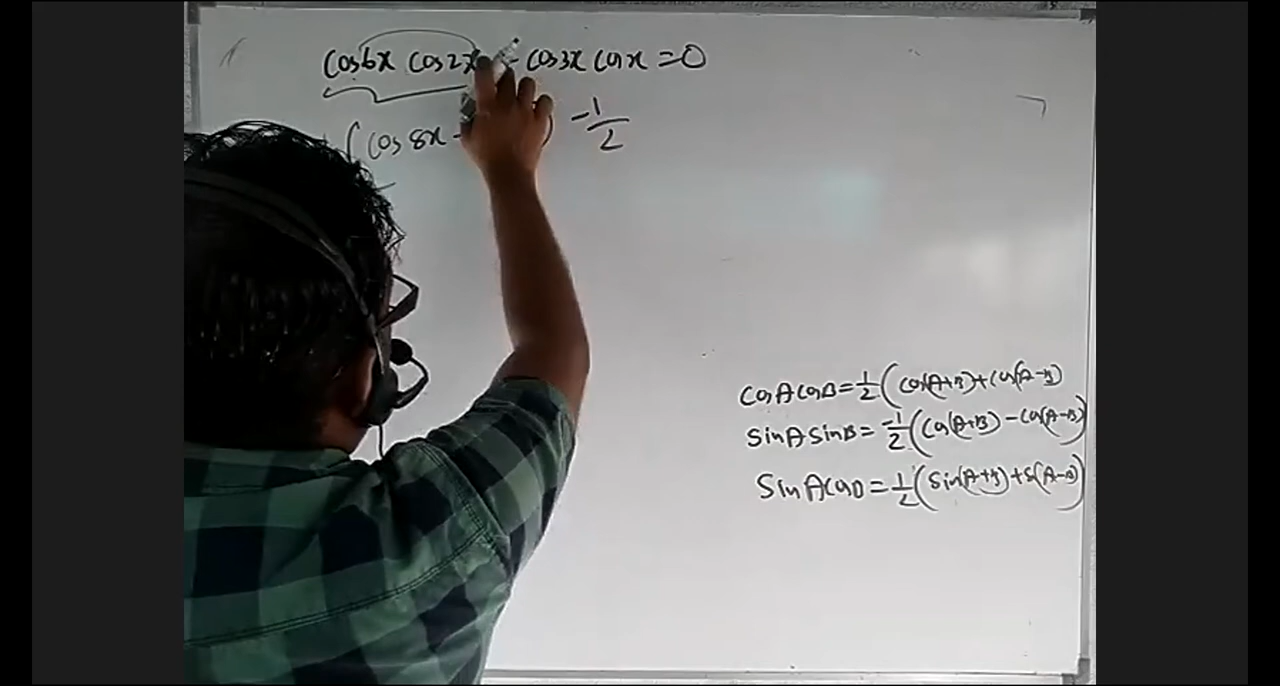 cos6x cos2x - cos3x cosx = 0
( cos 8x ) -1/2
cosA cosB = 1/2 ( cos(A+B) + cos(A-B)
sinA sinB = -1/2 ( cos(A+B) - cos(A-B) )
sinA cosB = 1/2 ( sin(A+B) + s(A-B) )